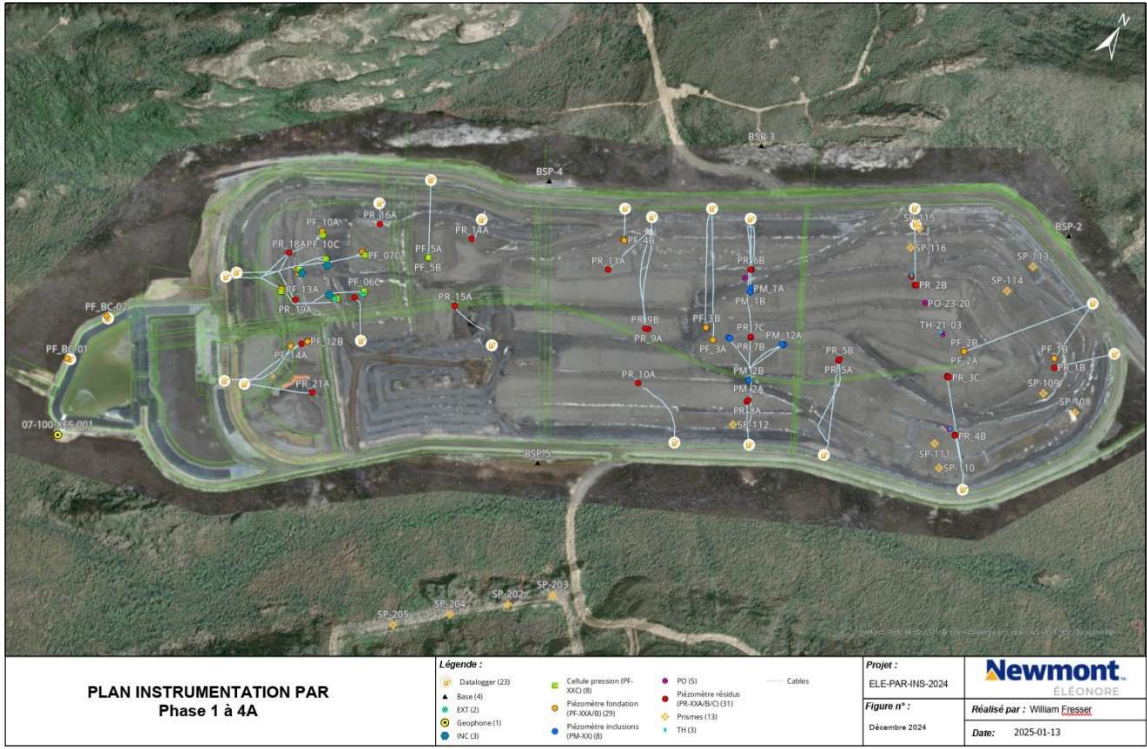 N
BSP-3
BSP-4
BSP-2
PF_10A
PR_16A
PR_14A
PR_18A
PF_10C
PF_07C
PF_5A
PF_5B
PF_4B
PR_13A
PR_6B
PM_1A
PM_1B
SP-115
SP-116
SP-113
SP-114
PR_2B
PO-23-20
PF_13A
PF_06C
PR_19A
PR_15A
PR_9B
PR_9A
PF_3B
PF_3A
PR_7C
PR_7B
PM_12A
TH-21-03
PF_2B
PF_2A
PF_1B
PR_1B
PF_BC-02
PF_BC-01
PF_12B
PF_14A
PR_21A
PR_10A
PM_2B
PM_2A
PR_8A
SP-112
PR_5B
PR_5A
PR_3C
SP-109
SP-108
PR_4B
SP-111
SP-110
07-100-XES-001
BSP-5
SP-203
SP-202
SP-204
SP-205
PLAN INSTRUMENTATION PAR
Phase 1 à 4A
Légende :
Datalogger (23)
Base (4)
EXT (2)
Geophone (1)
INC (3)
Cellule pression (PF-
XXC) (8)
Piézomètre fondation
(PF-XXA/B) (29)
Piézomètre inclusions
(PM-XX) (8)
PO (5)
Piézomètre résidus
(PR-XXA/B/C) (31)
Prismes (13)
TH (3)
Cables
Projet :
ELE-PAR-INS-2024
Figure n° :
Décembre 2024
Newmont
ÉLÉONORE
Réalisé par : William Fresser
Date: 2025-01-13